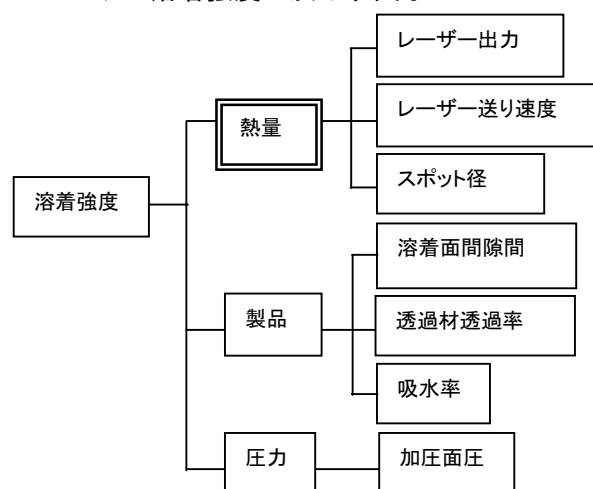 レーザー出力
熱量
レーザー送り速度
スポット径
溶着強度
溶着面間隙間
製品
透過材透過率
吸水率
圧力
加圧面圧